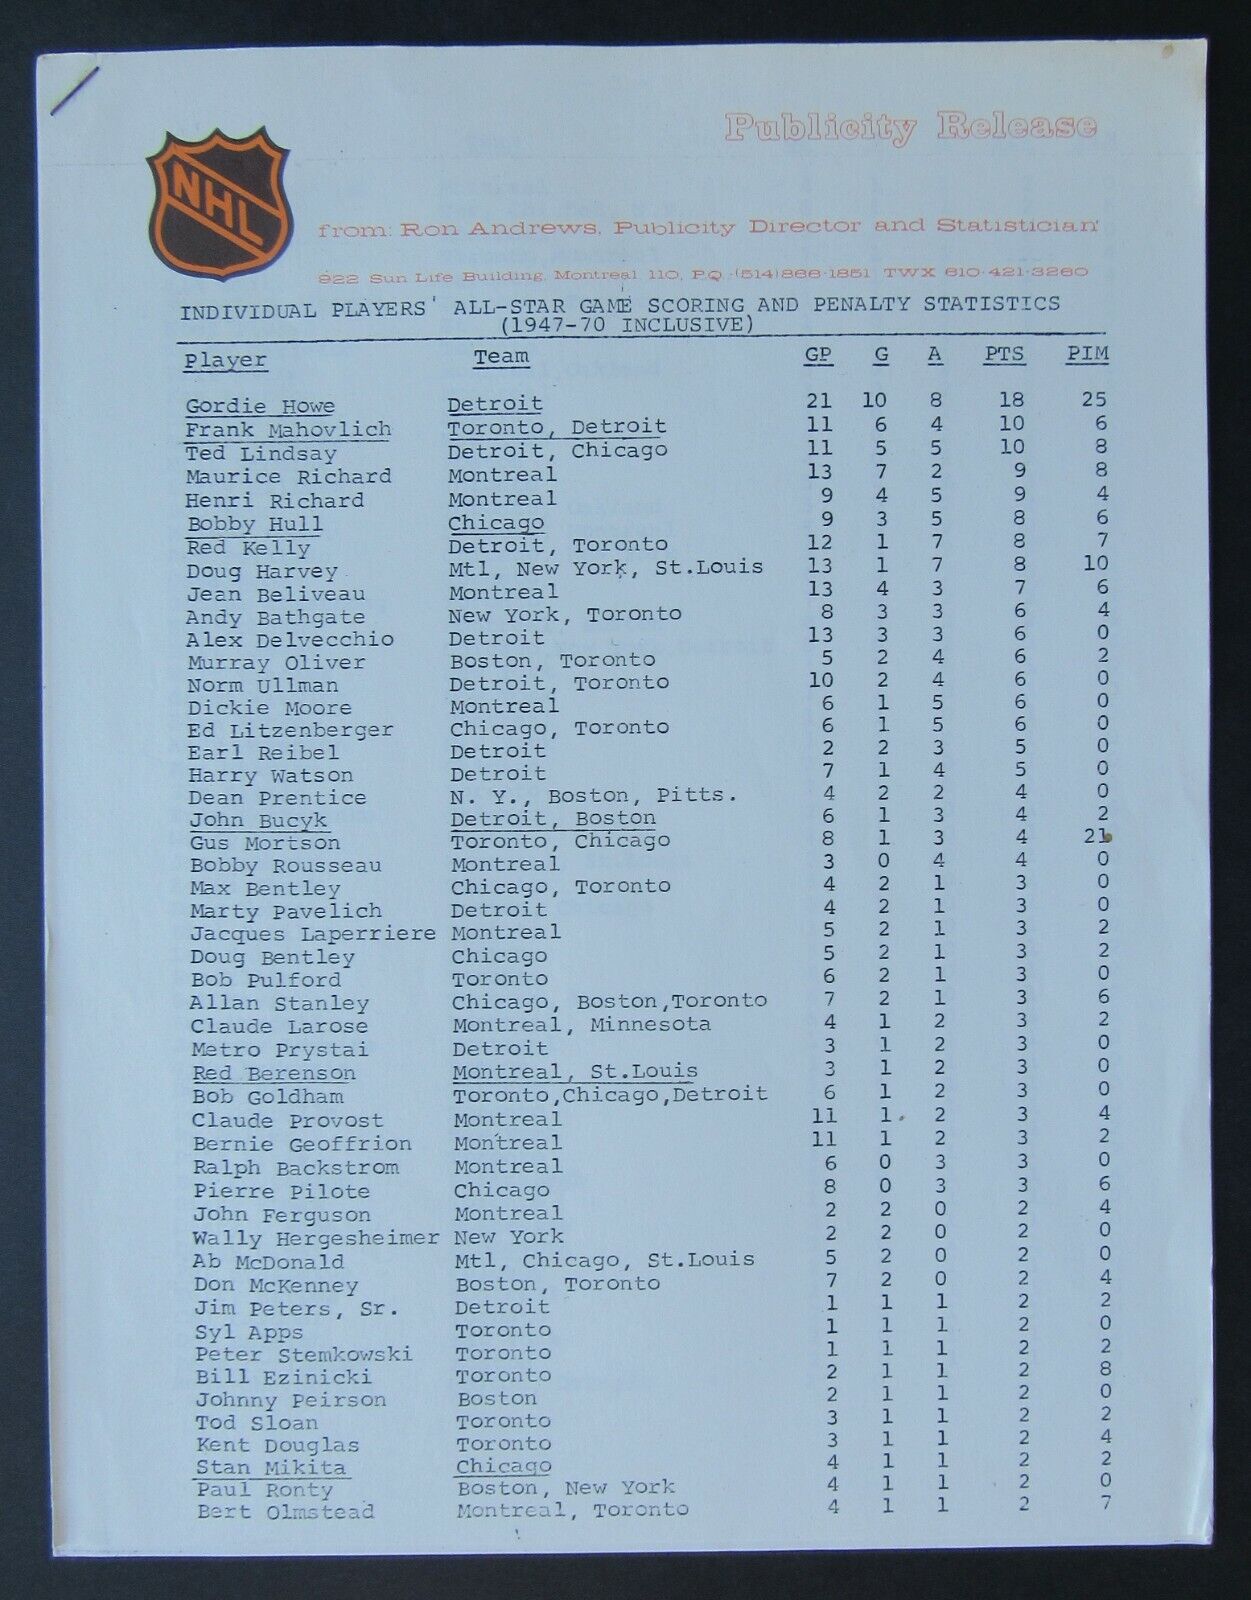 Publicity Release
NHL
from: Ron Andrews, Publicity Director and Statistician
922 Sun Life Building, Montreal 110, P.Q. (514) 866-1851 TWX 610-421-3260
INDIVIDUAL PLAYERS' ALL-STAR GAME SCORING AND PENALTY STATISTICS
(1947-70 INCLUSIVE)
Player Team GP G A PTS PIM
Gordie Howe Detroit 21 10 8 18 25
Frank Mahovlich Toronto, Detroit 11 6 4 10 6
Ted Lindsay Detroit, Chicago 11 5 5 10 8
Maurice Richard Montreal 13 7 2 9 8
Henri Richard Montreal 9 4 5 9 4
Bobby Hull Chicago 9 3 5 8 6
Red Kelly Detroit, Toronto 12 1 7 8 7
Doug Harvey Mtl, New York, St.Louis 13 1 7 8 10
Jean Beliveau Montreal 13 4 3 7 6
Andy Bathgate New York, Toronto 8 3 3 6 4
Alex Delvecchio Detroit 13 3 3 6 0
Murray Oliver Boston, Toronto 5 2 4 6 2
Norm Ullman Detroit, Toronto 10 2 4 6 0
Dickie Moore Montreal 6 1 5 6 0
Ed Litzenberger Chicago, Toronto 6 1 5 6 0
Earl Reibel Detroit 2 2 3 5 0
Harry Watson Detroit 7 1 4 5 0
Dean Prentice N. Y., Boston, Pitts. 4 2 2 4 0
John Bucyk Detroit, Boston 6 1 3 4 2
Gus Mortson Toronto, Chicago 8 1 3 4 21
Bobby Rousseau Montreal 3 0 4 4 0
Max Bentley Chicago, Toronto 4 2 1 3 0
Marty Pavelich Detroit 4 2 1 3 0
Jacques Laperriere Montreal 5 2 1 3 2
Doug Bentley Chicago 5 2 1 3 2
Bob Pulford Toronto 6 2 1 3 0
Allan Stanley Chicago, Boston,Toronto 7 2 1 3 6
Claude Larose Montreal, Minnesota 4 1 2 3 2
Metro Prystai Detroit 3 1 2 3 0
Red Berenson Montreal, St.Louis 3 1 2 3 0
Bob Goldham Toronto,Chicago,Detroit 6 1 2 3 0
Claude Provost Montreal 11 1 2 3 4
Bernie Geoffrion Montreal 11 1 2 3 2
Ralph Backstrom Montreal 6 0 3 3 0
Pierre Pilote Chicago 8 0 3 3 6
John Ferguson Montreal 2 2 0 2 4
Wally Hergesheimer New York 2 2 0 2 0
Ab McDonald Mtl, Chicago, St.Louis 5 2 0 2 0
Don McKenney Boston, Toronto 7 2 0 2 4
Jim Peters, Sr. Detroit 1 1 1 2 2
Syl Apps Toronto 1 1 1 2 0
Peter Stemkowski Toronto 1 1 1 2 2
Bill Ezinicki Toronto 2 1 1 2 8
Johnny Peirson Boston 2 1 1 2 0
Tod Sloan Toronto 3 1 1 2 2
Kent Douglas Toronto 3 1 1 2 4
Stan Mikita Chicago 4 1 1 2 2
Paul Ronty Boston, New York 4 1 1 2 0
Bert Olmstead Montreal, Toronto 4 1 1 2 7